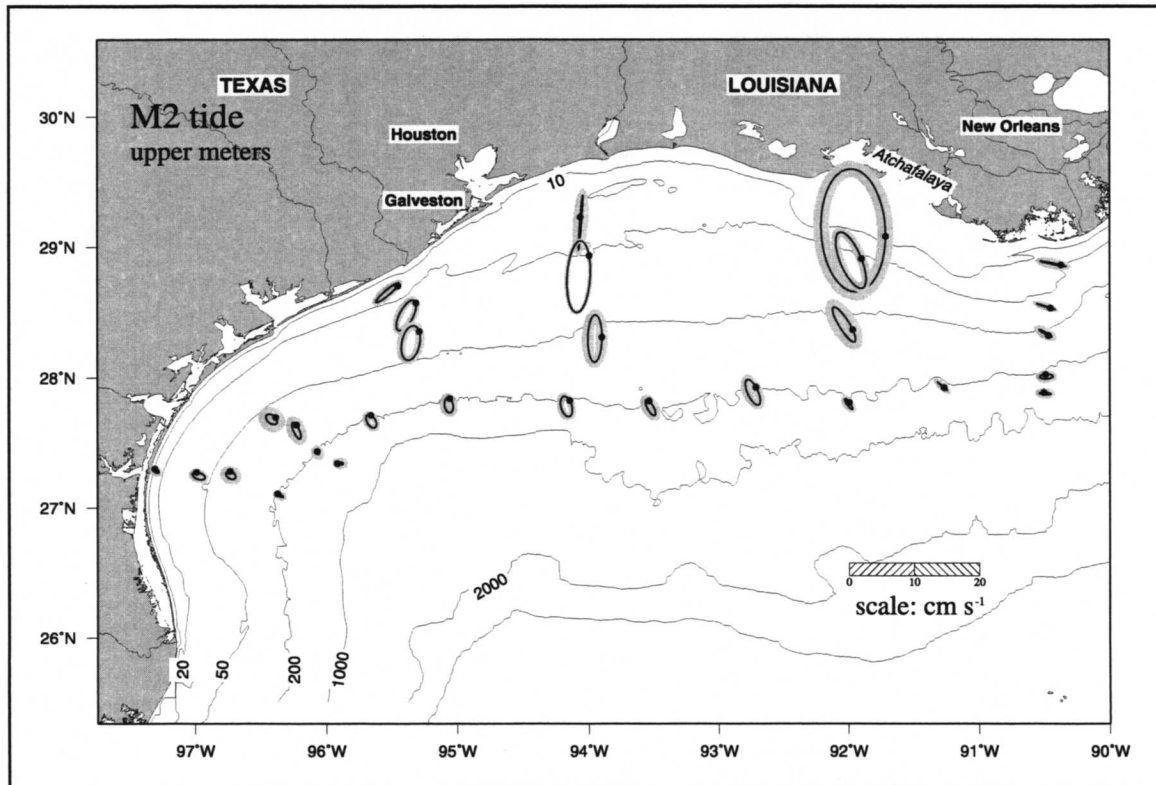 TEXAS
LOUISIANA
M2 tide
upper meters
Houston
New Orleans
Galveston
Atchafalaya
10
30°N
29°N
28°N
27°N
26°N
2000
0 10 20
scale: cm s⁻¹
20
50
200
1000
97°W 96°W 95°W 94°W 93°W 92°W 91°W 90°W